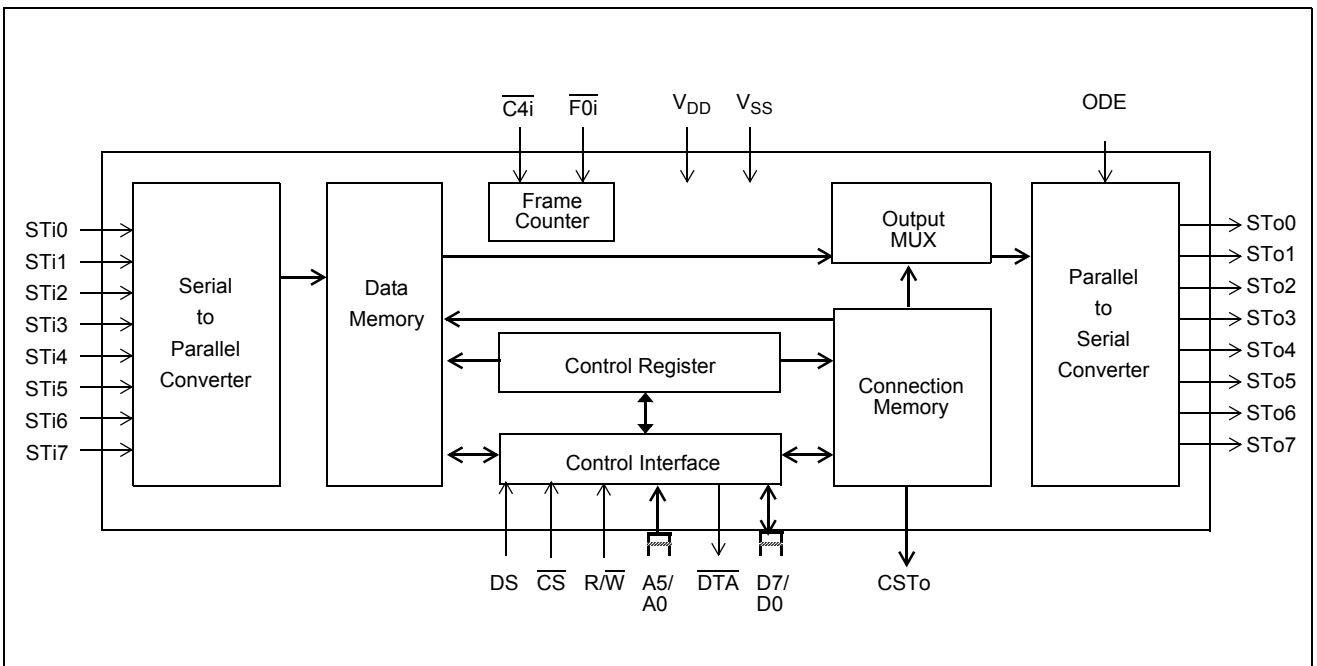 C4i
F0i
VDD
VSS
ODE
STi0
STi1
STi2
STi3
STi4
STi5
STi6
STi7
Serial
to
Parallel
Converter
Data
Memory
Frame
Counter
Output
MUX
Control Register
Control Interface
Connection
Memory
Parallel
to
Serial
Converter
STo0
STo1
STo2
STo3
STo4
STo5
STo6
STo7
DS
CS
R/W
A5/
A0
DTA
D7/
D0
CSTo